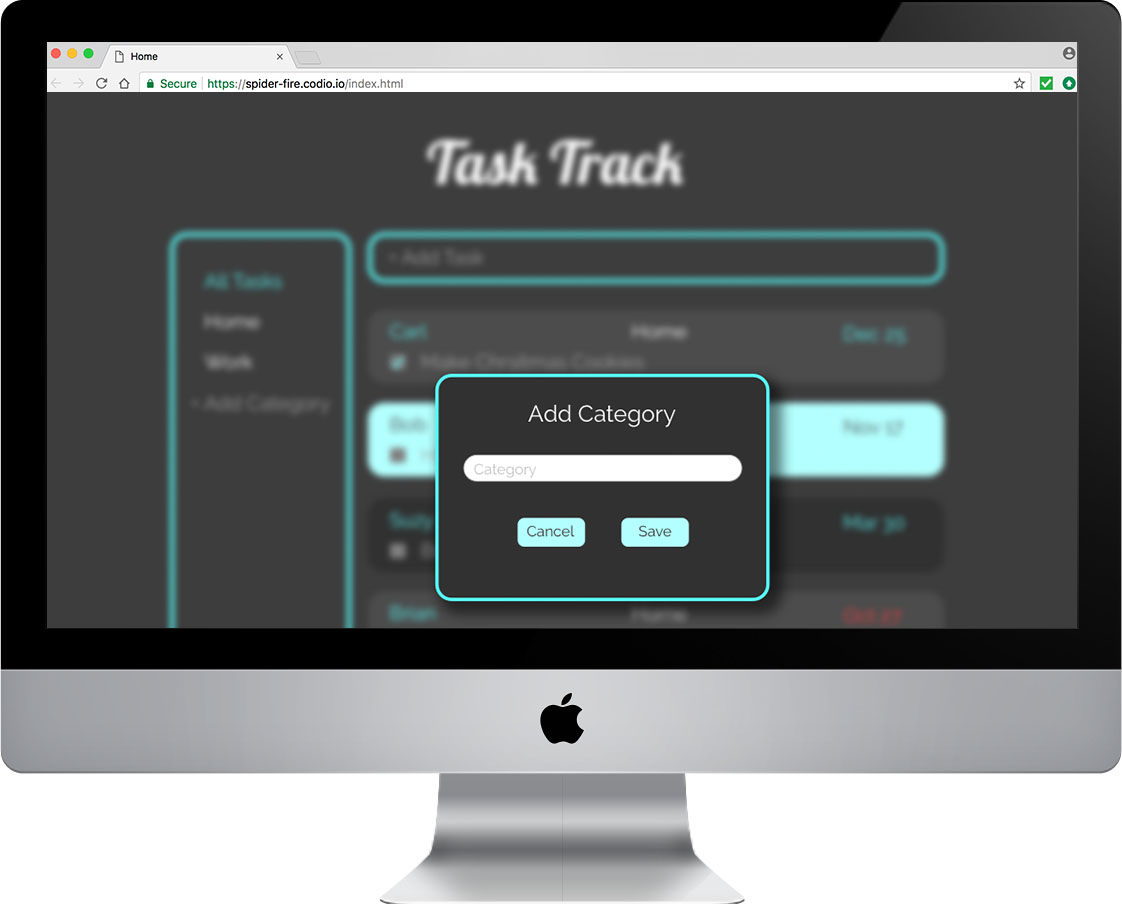 Home
Secure https://spider-fire.codio.io/index.html
Task Track
+ Add Task
All Tasks
Home
Work
+ Add Category
Carl Home Dec 25
Make Christmas Cookies
Bob Nov 17
Suzy Mar 30
Brian Home Oct 27
Add Category
Category
Cancel Save